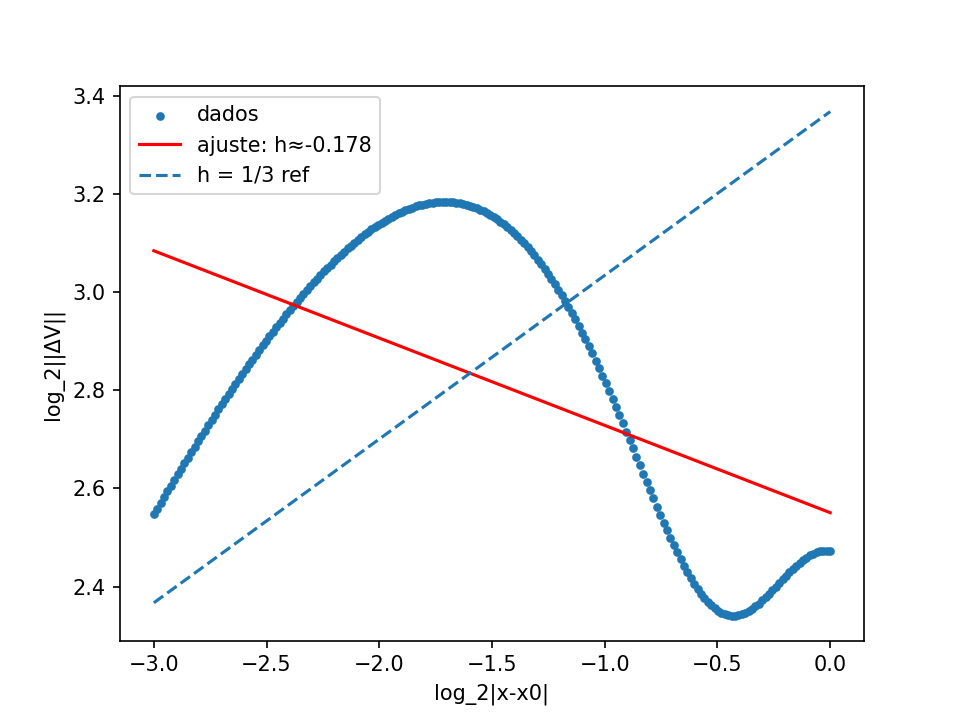 3.4
3.2
3.0
2.8
2.6
2.4
log_2||ΔV||
dados
ajuste: h≈-0.178
h = 1/3 ref
−3.0 −2.5 −2.0 −1.5 −1.0 −0.5 0.0
log_2|x-x0|